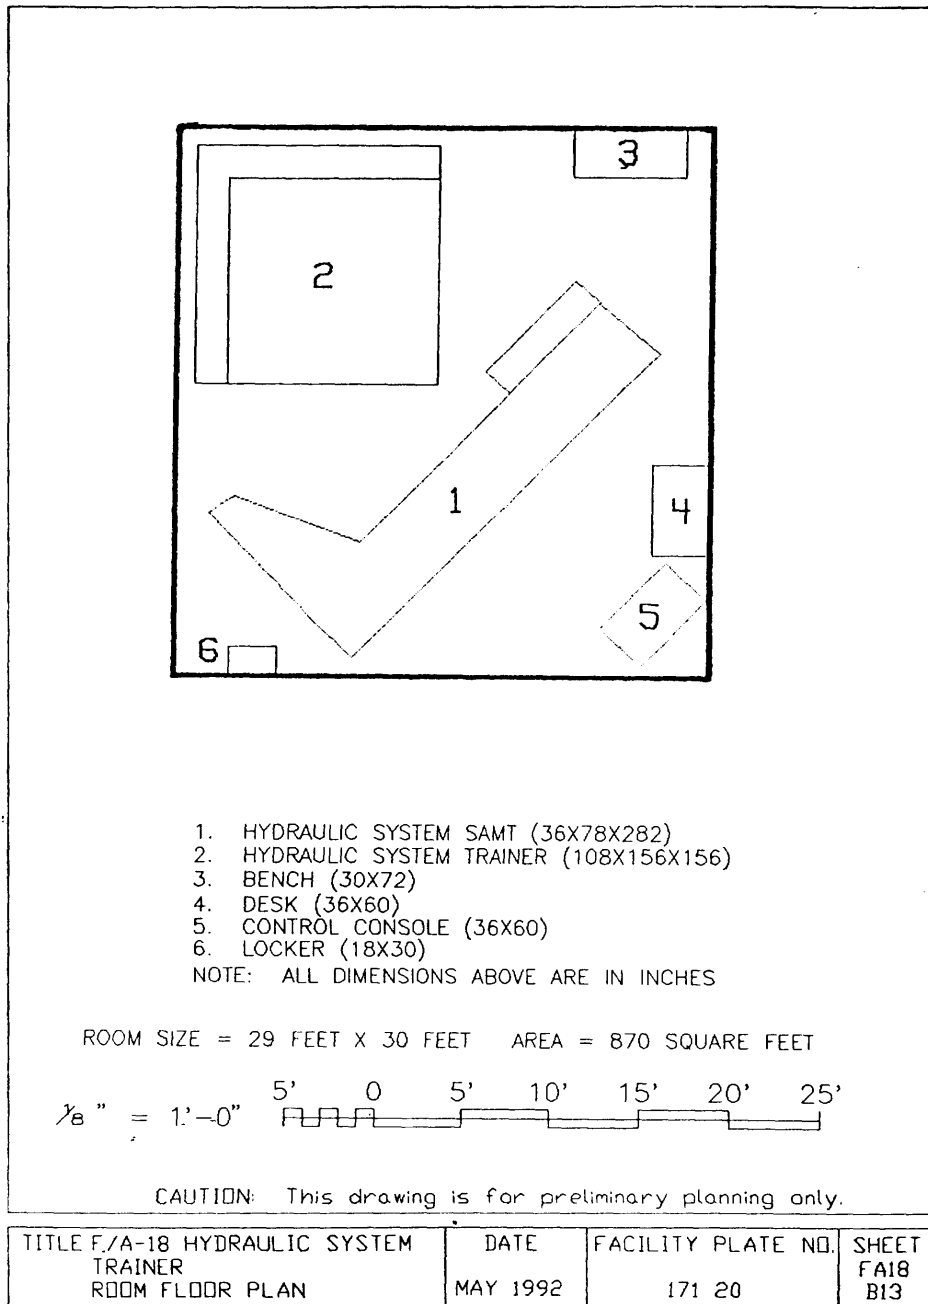 3
2
1
4
5
6
1. HYDRAULIC SYSTEM SAMT (36X78X282)
2. HYDRAULIC SYSTEM TRAINER (108X156X156)
3. BENCH (30X72)
4. DESK (36X60)
5. CONTROL CONSOLE (36X60)
6. LOCKER (18X30)
NOTE: ALL DIMENSIONS ABOVE ARE IN INCHES
ROOM SIZE = 29 FEET X 30 FEET AREA = 870 SQUARE FEET
5' 0 5' 10' 15' 20' 25'
1/8 " = 1'-0"
CAUTION: This drawing is for preliminary planning only.
TITLE F/A-18 HYDRAULIC SYSTEM
TRAINER
ROOM FLOOR PLAN
DATE
MAY 1992
FACILITY PLATE NO.
171 20
SHEET
FA18
B13